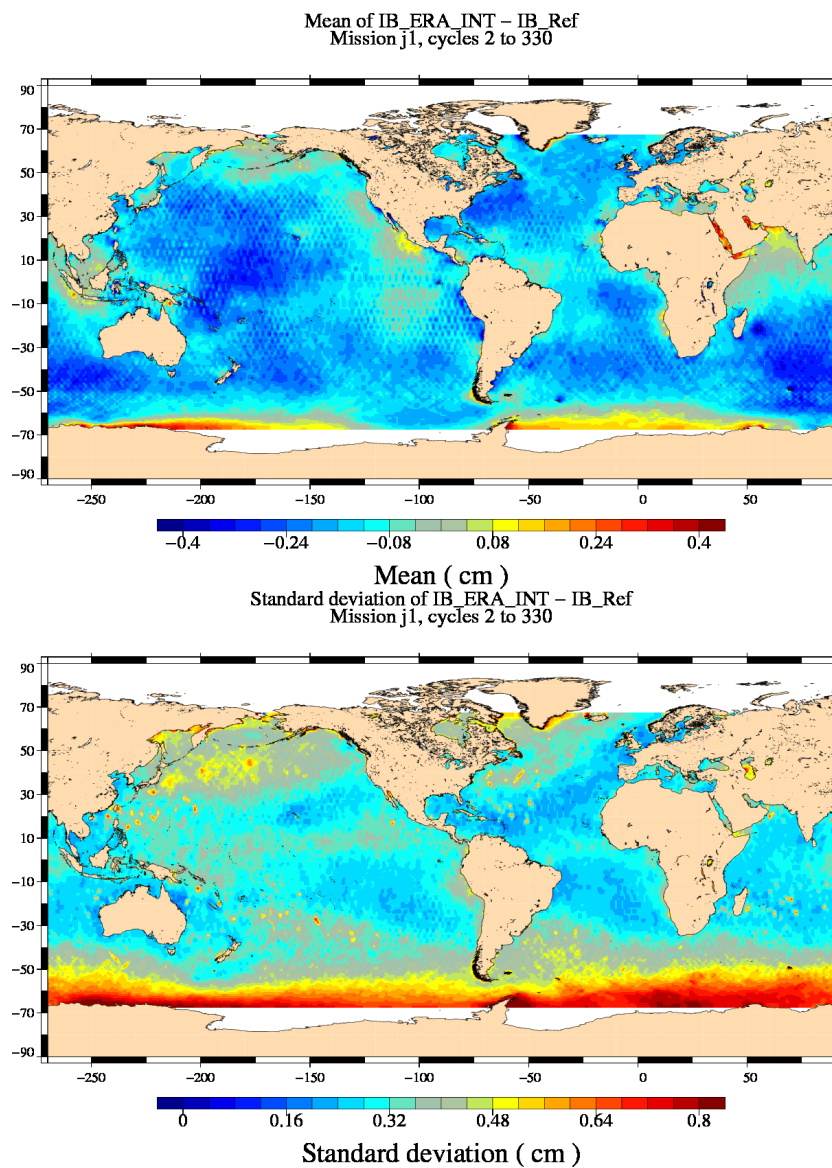 Mean of IB_ERA_INT − IB_Ref
Mission j1, cycles 2 to 330
90
70
50
30
10
−10
−30
−50
−70
−90
−250 −200 −150 −100 −50 0 50
−0.4 −0.24 −0.08 0.08 0.24 0.4
Mean ( cm )
Standard deviation of IB_ERA_INT − IB_Ref
Mission j1, cycles 2 to 330
90
70
50
30
10
−10
−30
−50
−70
−90
−250 −200 −150 −100 −50 0 50
0 0.16 0.32 0.48 0.64 0.8
Standard deviation ( cm )